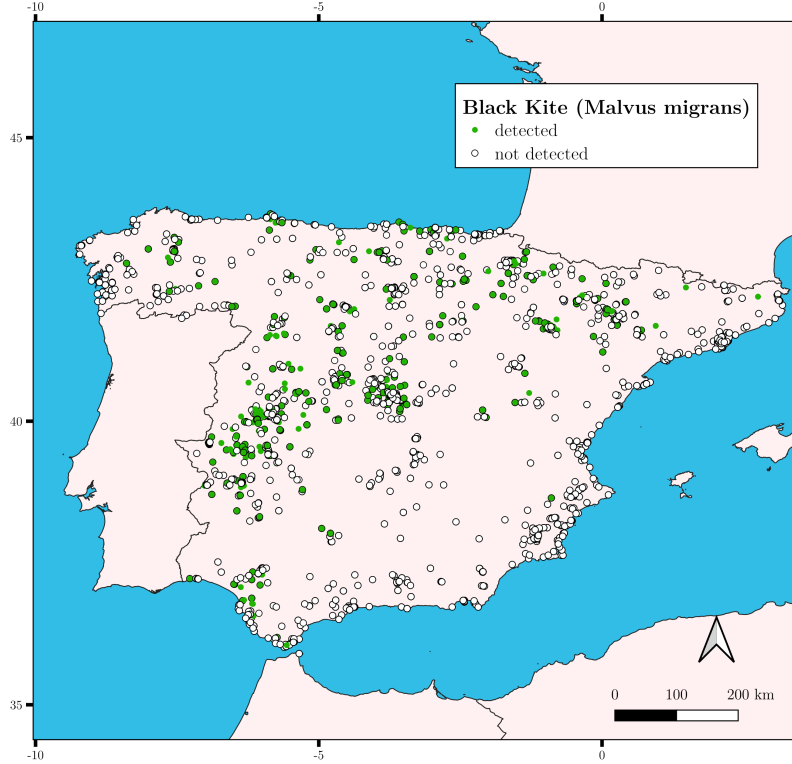 -10 -5 0
Black Kite (Malvus migrans)
detected
not detected
45
40
35
0 100 200 km
-10 -5 0